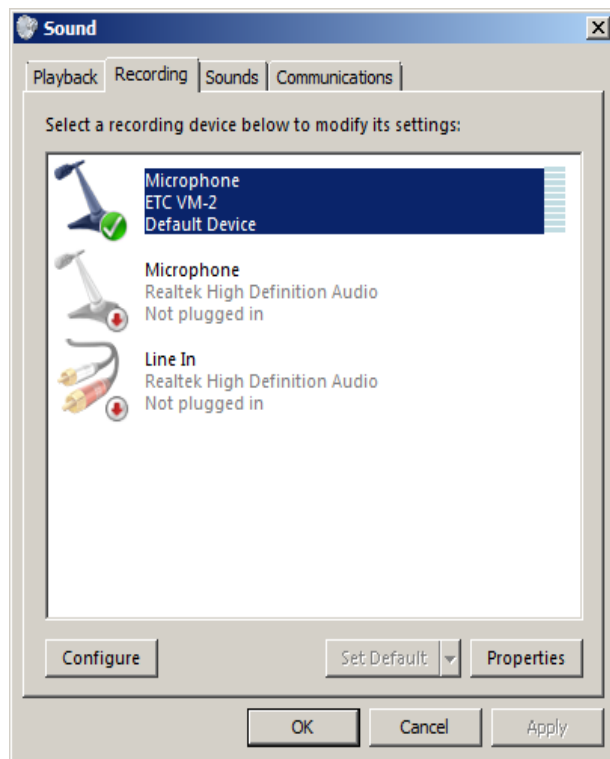 Sound
Playback Recording Sounds Communications
Select a recording device below to modify its settings:
Microphone
ETC VM-2
Default Device
Microphone
Realtek High Definition Audio
Not plugged in
Line In
Realtek High Definition Audio
Not plugged in
Configure Set Default Properties
OK Cancel Apply